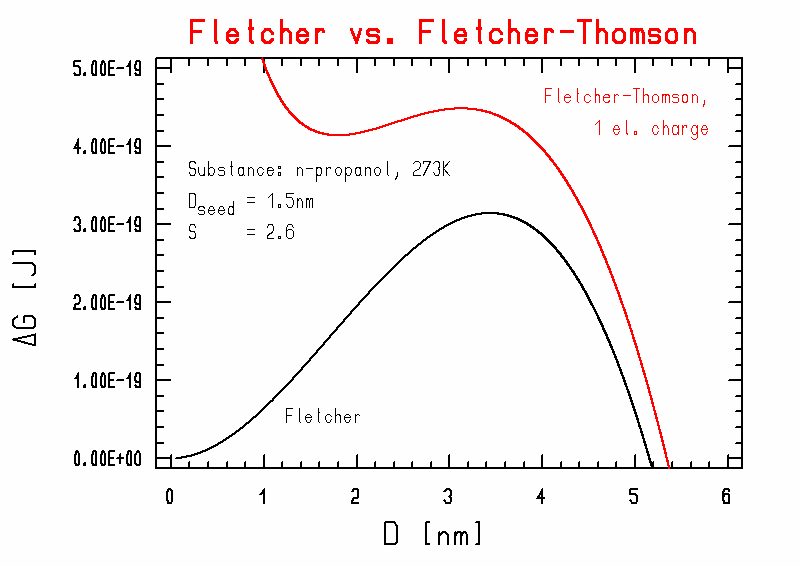 Fletcher vs. Fletcher-Thomson
5.00E-19
4.00E-19
3.00E-19
2.00E-19
1.00E-19
0.00E+00
ΔG [J]
Fletcher-Thomson,
1 el. charge
Substance: n-propanol, 273K
Dseed = 1.5nm
S = 2.6
Fletcher
0 1 2 3 4 5 6
D [nm]